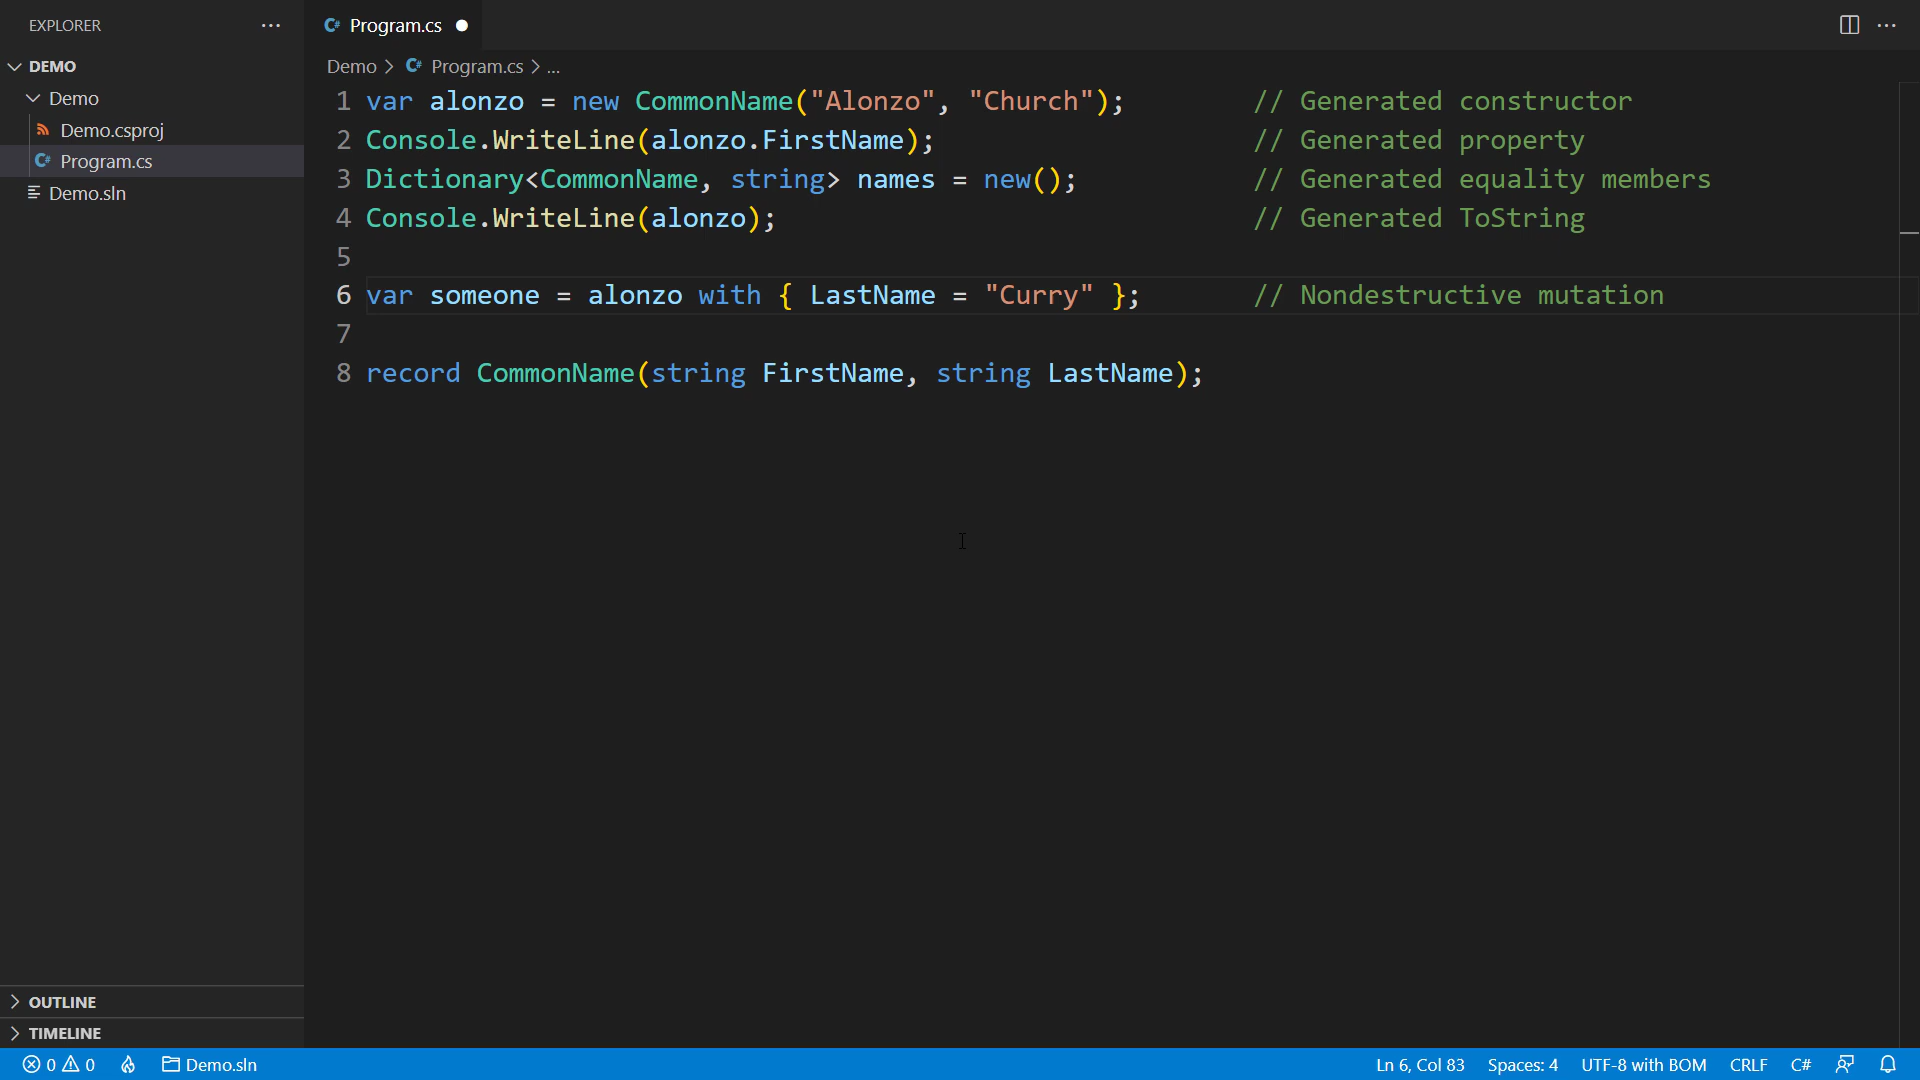 EXPLORER
DEMO
Demo
Demo.csproj
C# Program.cs
Demo.sln
OUTLINE
TIMELINE
C# Program.cs
Demo > C# Program.cs > ...
1 var alonzo = new CommonName("Alonzo", "Church"); // Generated constructor
2 Console.WriteLine(alonzo.FirstName); // Generated property
3 Dictionary<CommonName, string> names = new(); // Generated equality members
4 Console.WriteLine(alonzo); // Generated ToString
5
6 var someone = alonzo with { LastName = "Curry" }; // Nondestructive mutation
7
8 record CommonName(string FirstName, string LastName);
0 0 Demo.sln Ln 6, Col 83 Spaces: 4 UTF-8 with BOM CRLF C#